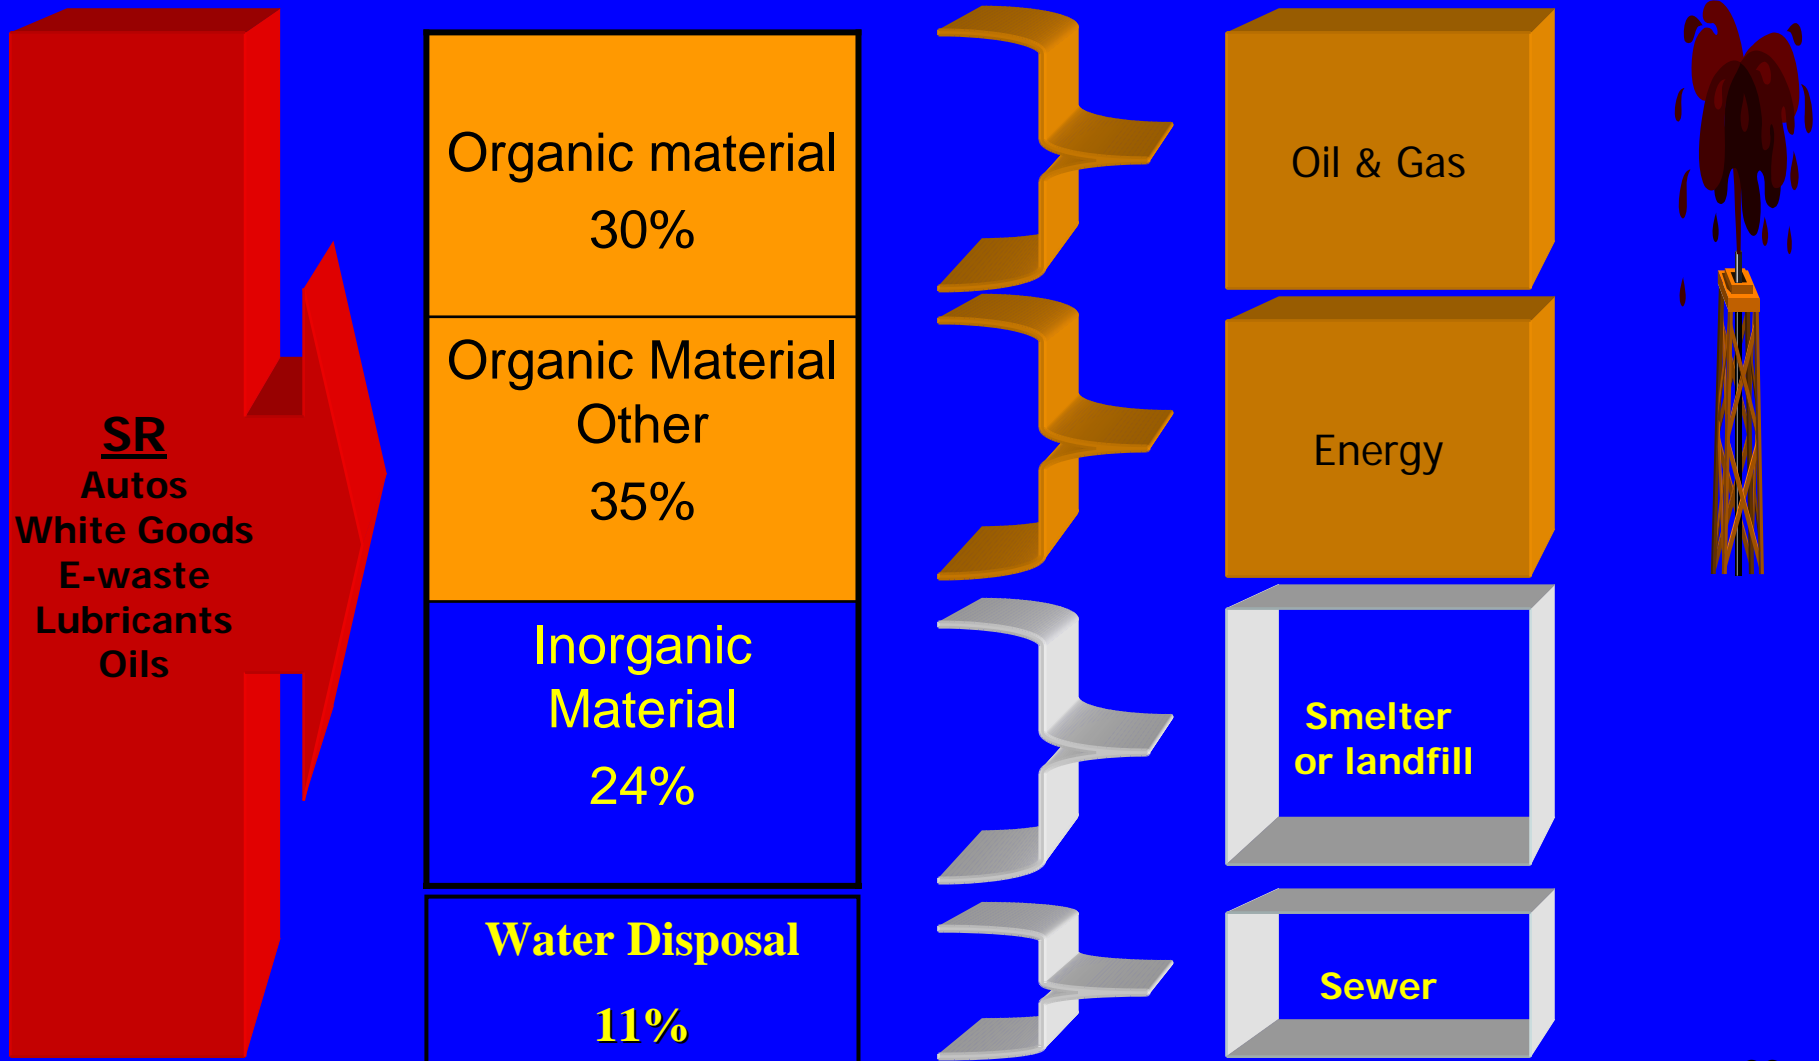 SR
Autos
White Goods
E-waste
Lubricants
Oils
Organic material
30%
Organic Material
Other
35%
Inorganic
Material
24%
Water Disposal
11%
Oil & Gas
Energy
Smelter
or landfill
Sewer